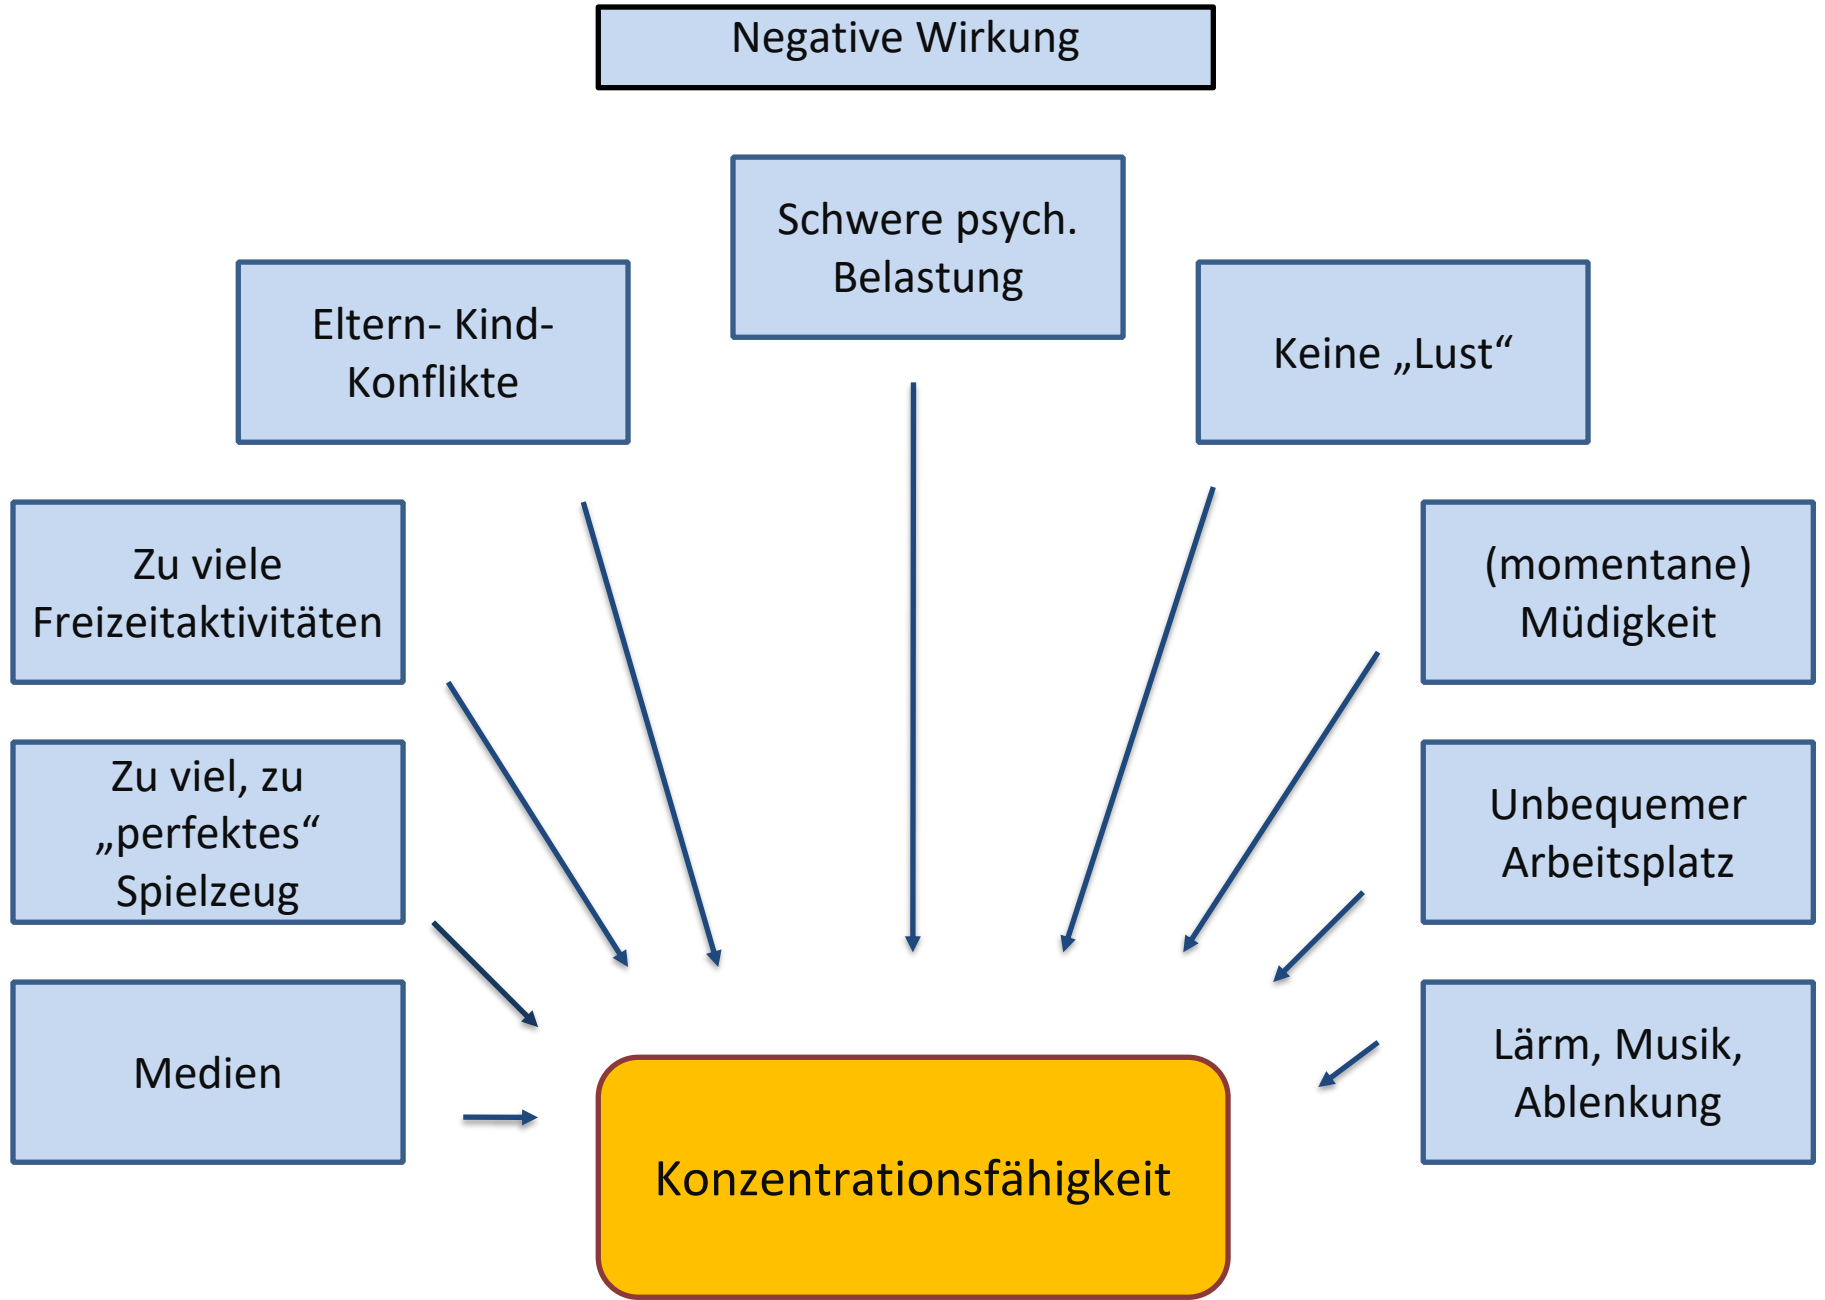 Negative Wirkung
Schwere psych.
Belastung
Eltern- Kind-
Konflikte
Keine „Lust“
Zu viele
Freizeitaktivitäten
(momentane)
Müdigkeit
Zu viel, zu
„perfektes“
Spielzeug
Unbequemer
Arbeitsplatz
Medien
Lärm, Musik,
Ablenkung
Konzentrationsfähigkeit